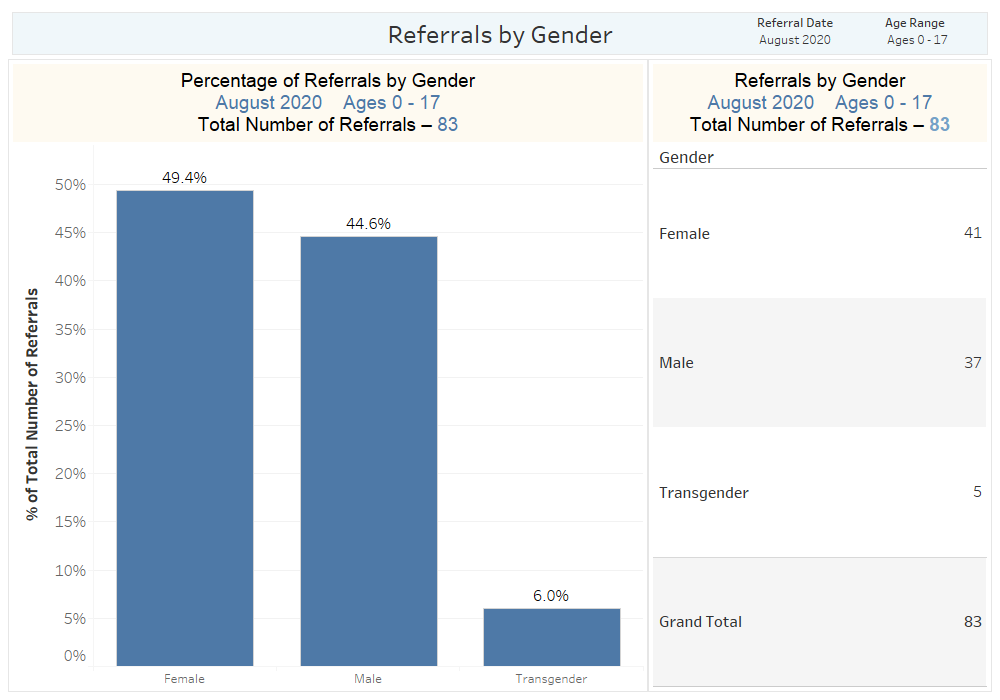 Referrals by Gender
Referral Date
August 2020
Age Range
Ages 0 - 17
Percentage of Referrals by Gender
August 2020 Ages 0 - 17
Total Number of Referrals – 83
% of Total Number of Referrals
50%
45%
40%
35%
30%
25%
20%
15%
10%
5%
0%
49.4%
44.6%
6.0%
Female
Male
Transgender
Referrals by Gender
August 2020 Ages 0 - 17
Total Number of Referrals – 83
Gender
Female 41
Male 37
Transgender 5
Grand Total 83